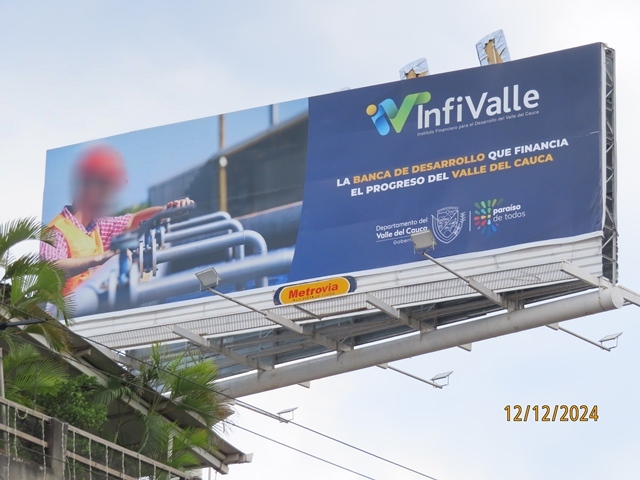 InfiValle
Instituto Financiero para el Desarrollo del Valle del Cauca
LA BANCA DE DESARROLLO QUE FINANCIA
EL PROGRESO DEL VALLE DEL CAUCA
Departamento del
Valle del Cauca
paraíso
de todos
Metrovia
12/12/2024